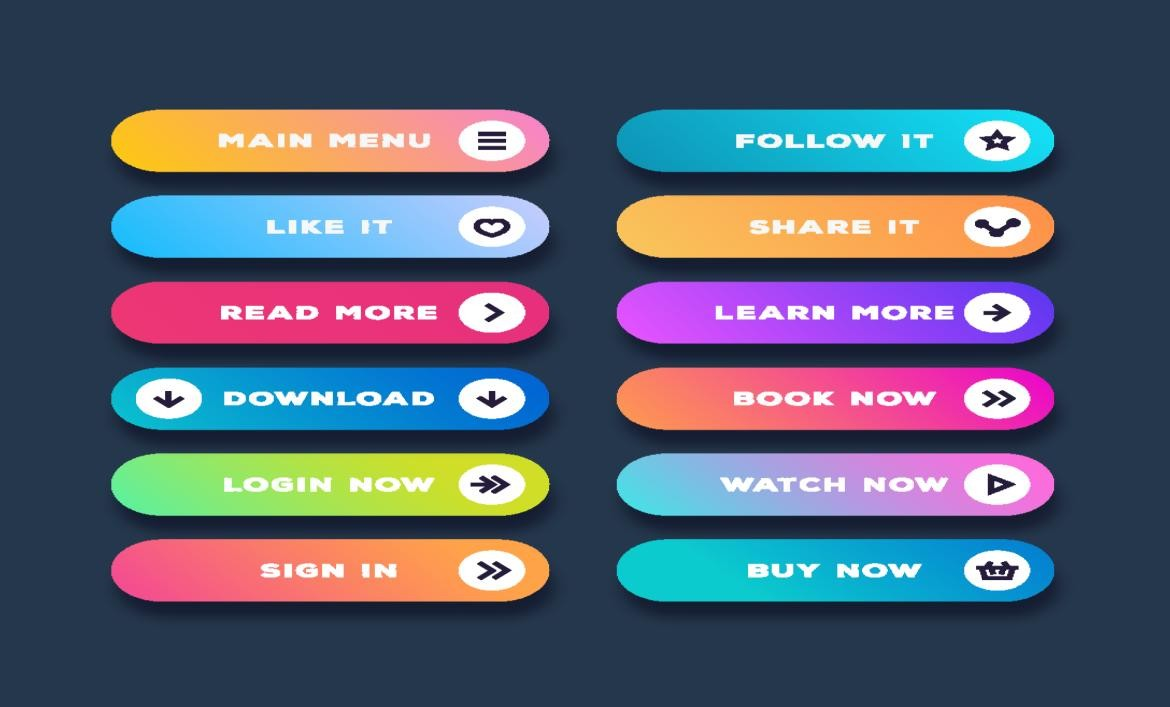 MAIN MENU
LIKE IT
READ MORE
DOWNLOAD
LOGIN NOW
SIGN IN
FOLLOW IT
SHARE IT
LEARN MORE
BOOK NOW
WATCH NOW
BUY NOW